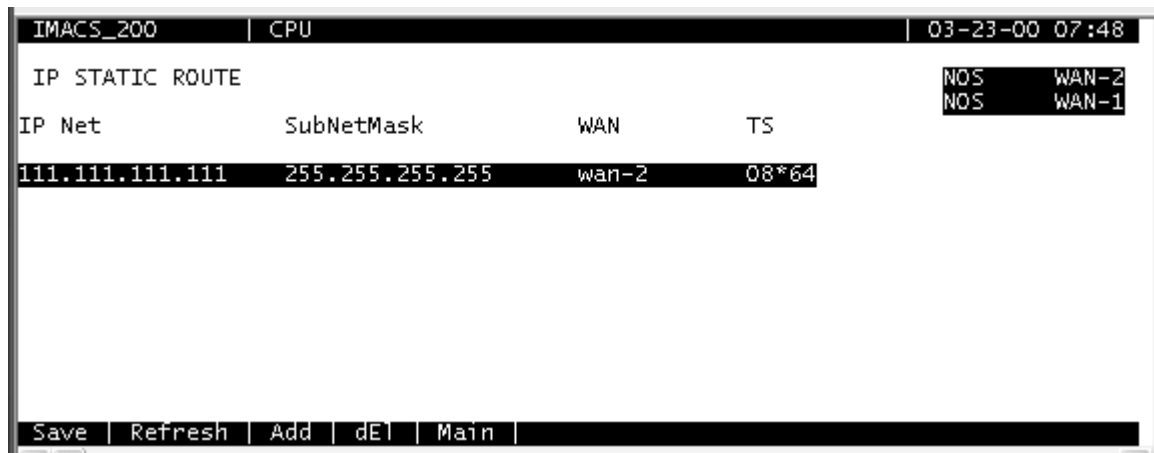 IMACS_200 | CPU | 03-23-00 07:48
IP STATIC ROUTE NOS WAN-2
NOS WAN-1
IP Net SubNetMask WAN TS
111.111.111.111 255.255.255.255 wan-2 08*64
Save | Refresh | Add | dEl | Main |